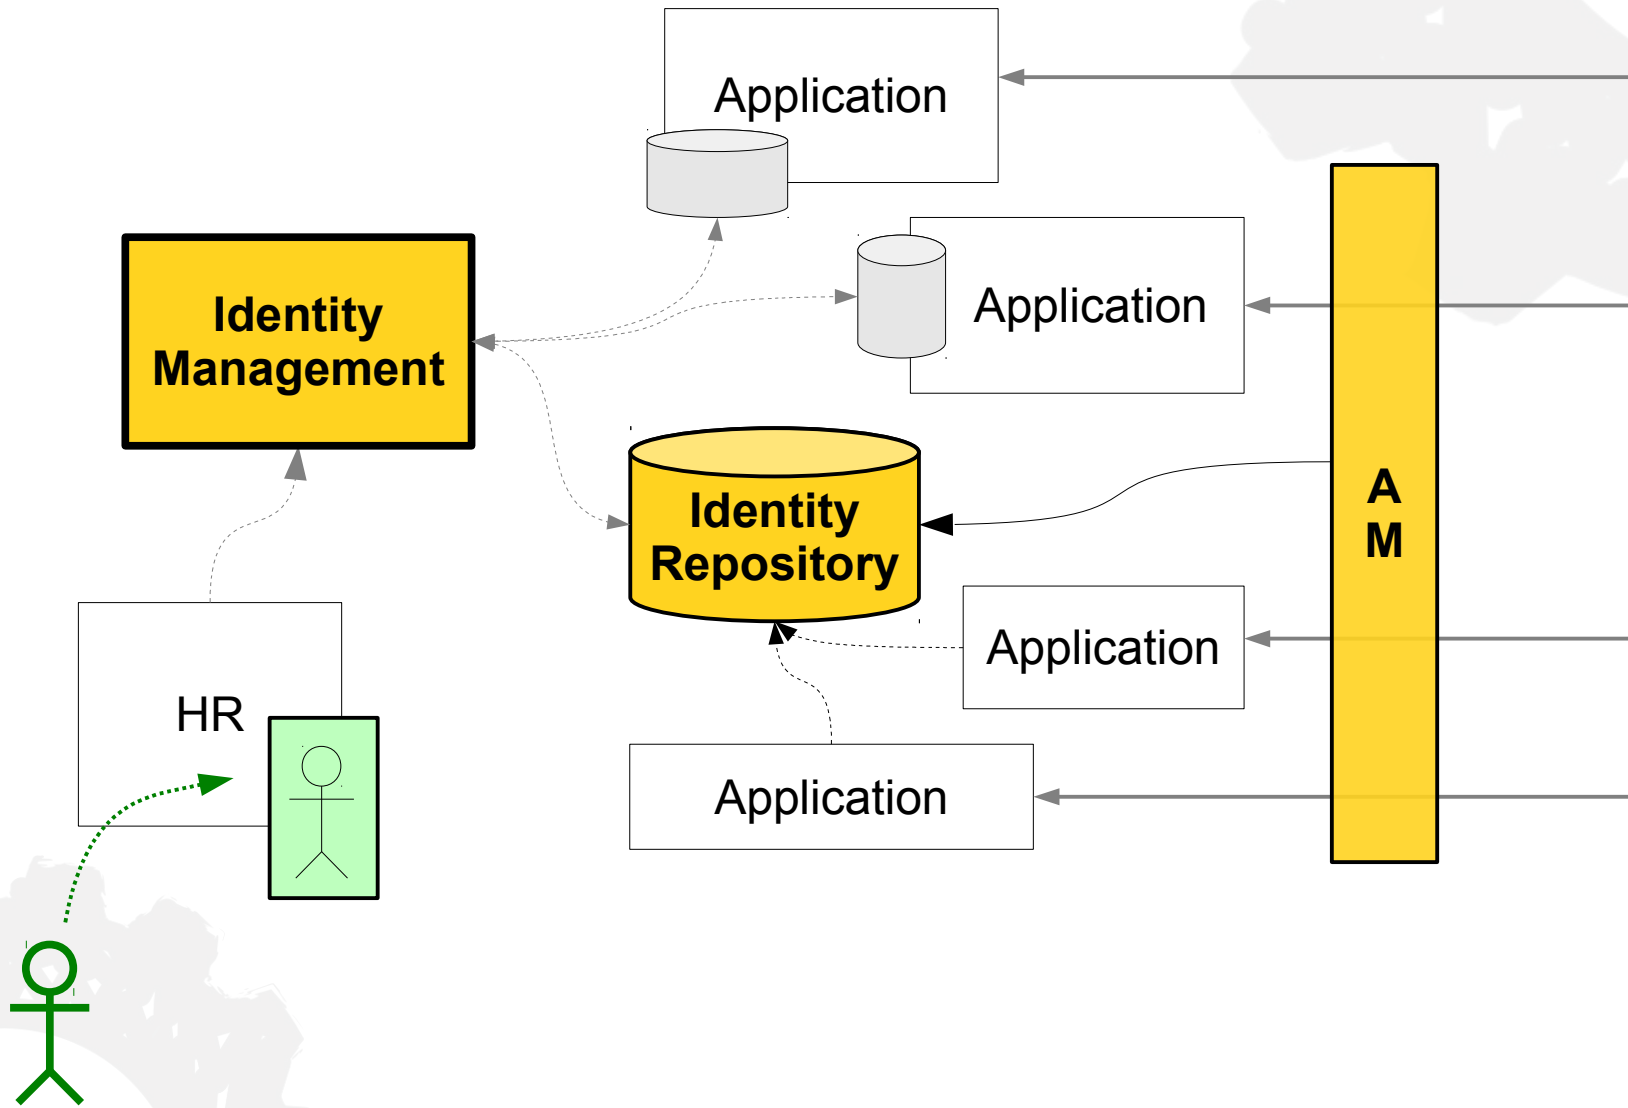 Application
Application
Identity
Management
Identity
Repository
A
M
Application
HR
Application